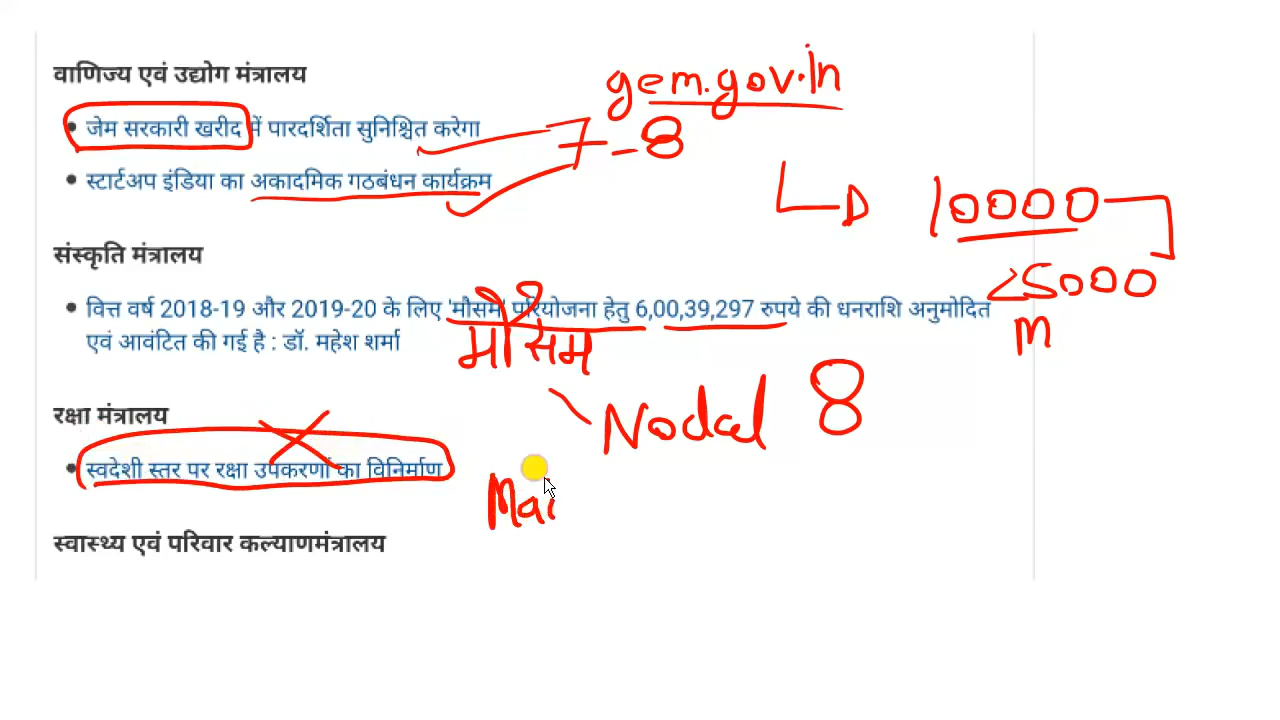 वाणिज्य एवं उद्योग मंत्रालय
gem.gov.in
जेम सरकारी खरीद में पारदर्शिता सुनिश्चित करेगा
7-8
स्टार्टअप इंडिया का अकादमिक गठबंधन कार्यक्रम
10000
संस्कृति मंत्रालय
<5000
वित्त वर्ष 2018-19 और 2019-20 के लिए 'मौसम' परियोजना हेतु 6,00,39,297 रुपये की धनराशि अनुमोदित
एवं आवंटित की गई है : डॉ. महेश शर्मा
मौसम
M
रक्षा मंत्रालय
Nodal 8
स्वदेशी स्तर पर रक्षा उपकरणों का विनिर्माण
Mai
स्वास्थ्य एवं परिवार कल्याणमंत्रालय